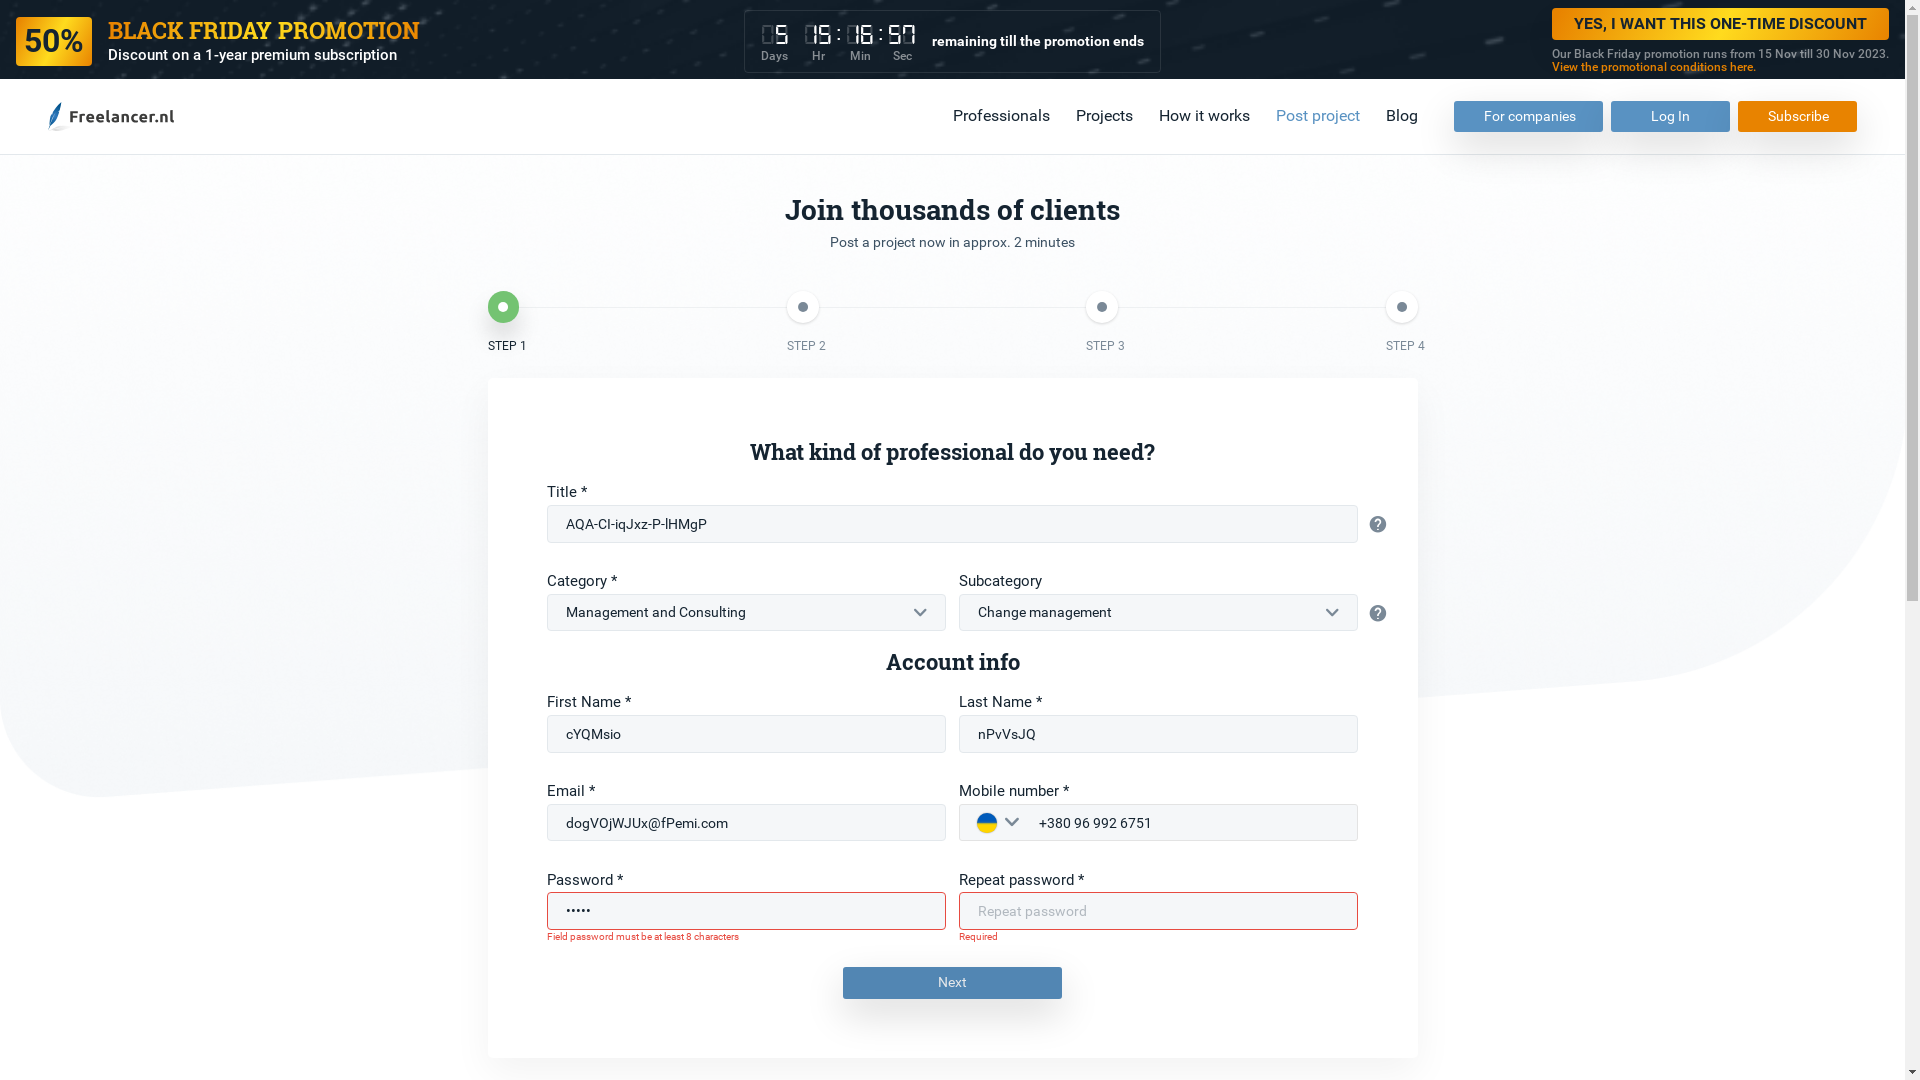 50%
BLACK FRIDAY PROMOTION
Discount on a 1-year premium subscription
5 15 : 16 : 57
Days Hr Min Sec
remaining till the promotion ends
YES, I WANT THIS ONE-TIME DISCOUNT
Our Black Friday promotion runs from 15 Nov till 30 Nov 2023.
View the promotional conditions here.
Freelancer.nl
Professionals Projects How it works Post project Blog For companies Log In Subscribe
Join thousands of clients
Post a project now in approx. 2 minutes
STEP 1 STEP 2 STEP 3 STEP 4
What kind of professional do you need?
Title *
AQA-CI-iqJxz-P-lHMgP
?
Category * Subcategory
Management and Consulting Change management
?
Account info
First Name * Last Name *
cYQMsio nPvVsJQ
Email * Mobile number *
dogVOjWJUx@fPemi.com +380 96 992 6751
Password * Repeat password *
••••• Repeat password
Field password must be at least 8 characters Required
Next